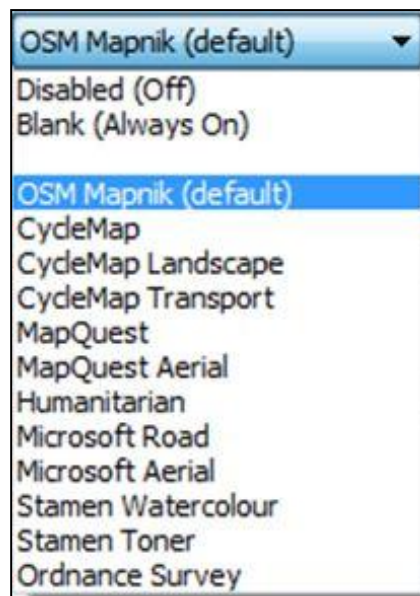 OSM Mapnik (default)
Disabled (Off)
Blank (Always On)
OSM Mapnik (default)
CycleMap
CycleMap Landscape
CycleMap Transport
MapQuest
MapQuest Aerial
Humanitarian
Microsoft Road
Microsoft Aerial
Stamen Watercolour
Stamen Toner
Ordnance Survey